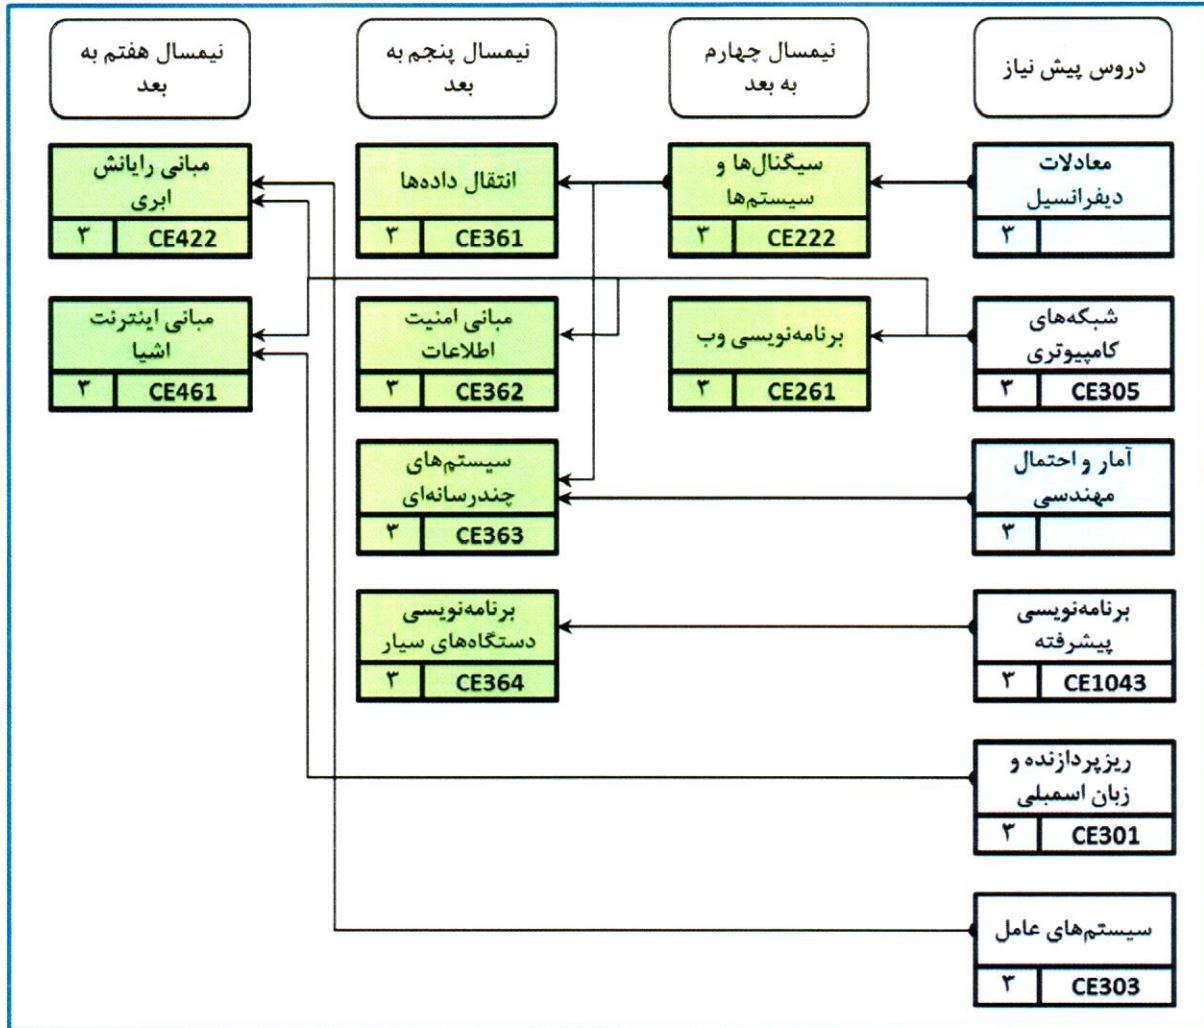 دروس پیش نیاز
نیمسال چهارم
به بعد
نیمسال پنجم به
بعد
نیمسال هفتم به
بعد
معادلات
دیفرانسیل
۳
سیگنال‌ها و
سیستم‌ها
CE222 ۳
انتقال داده‌ها
CE361 ۳
مبانی رایانش
ابری
CE422 ۳
شبکه‌های
کامپیوتری
CE305 ۳
برنامه‌نویسی وب
CE261 ۳
مبانی امنیت
اطلاعات
CE362 ۳
مبانی اینترنت
اشیا
CE461 ۳
آمار و احتمال
مهندسی
۳
سیستم‌های
چندرسانه‌ای
CE363 ۳
برنامه‌نویسی
پیشرفته
CE1043 ۳
برنامه‌نویسی
دستگاه‌های سیار
CE364 ۳
ریزپردازنده و
زبان اسمبلی
CE301 ۳
سیستم‌های عامل
CE303 ۳